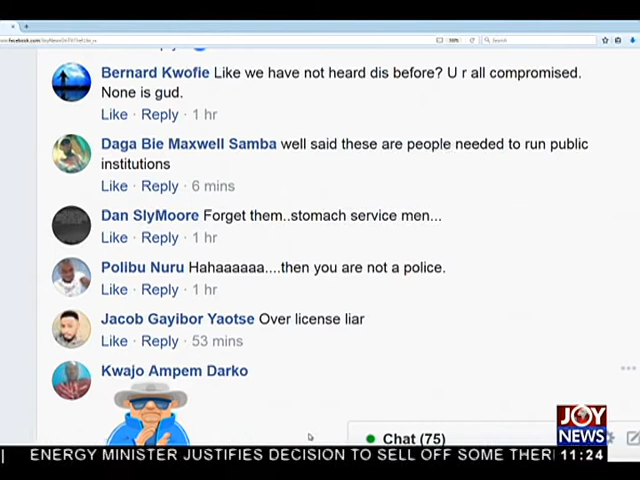 Bernard Kwofie Like we have not heard dis before? U r all compromised.
None is gud.
Like · Reply · 1 hr
Daga Bie Maxwell Samba well said these are people needed to run public
institutions
Like · Reply · 6 mins
Dan SlyMoore Forget them..stomach service men...
Like · Reply · 1 hr
Polibu Nuru Hahaaaaaa....then you are not a police.
Like · Reply · 1 hr
Jacob Gayibor Yaotse Over license liar
Like · Reply · 53 mins
Kwajo Ampem Darko
Chat (75)
JOY
NEWS
ENERGY MINISTER JUSTIFIES DECISION TO SELL OFF SOME THER
11:24